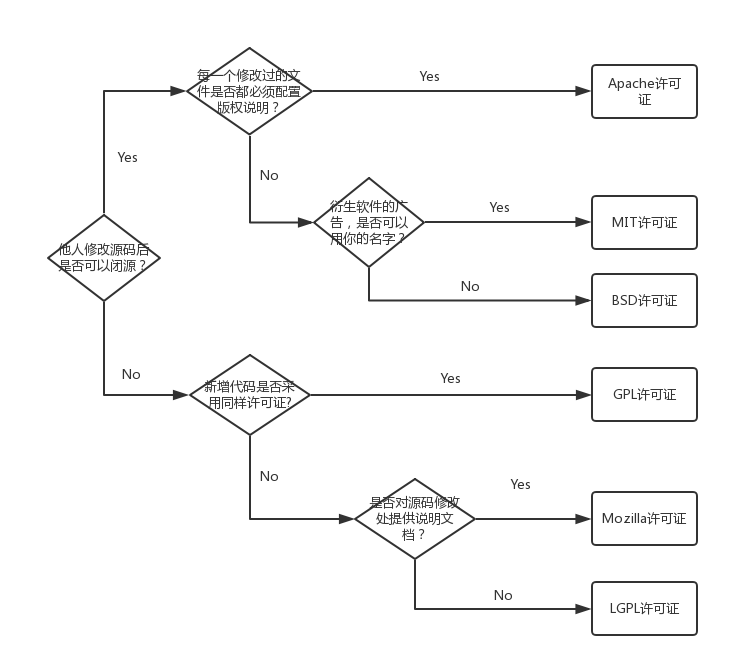 每一个修改过的文
件是否都必须配置
版权说明？
Yes
Apache许可
证
Yes
No
衍生软件的广
告，是否可以
用你的名字？
Yes
MIT许可证
他人修改源码后
是否可以闭源？
No
BSD许可证
No
新增代码是否采
用同样许可证?
Yes
GPL许可证
No
是否对源码修改
处提供说明文
档？
Yes
Mozilla许可证
No
LGPL许可证